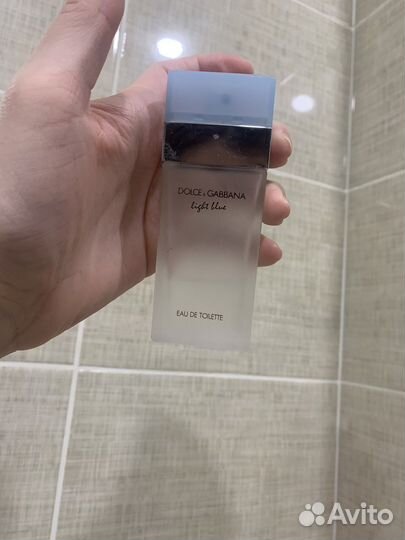 DOLCE & GABBANA
light blue
EAU DE TOILETTE
Avito